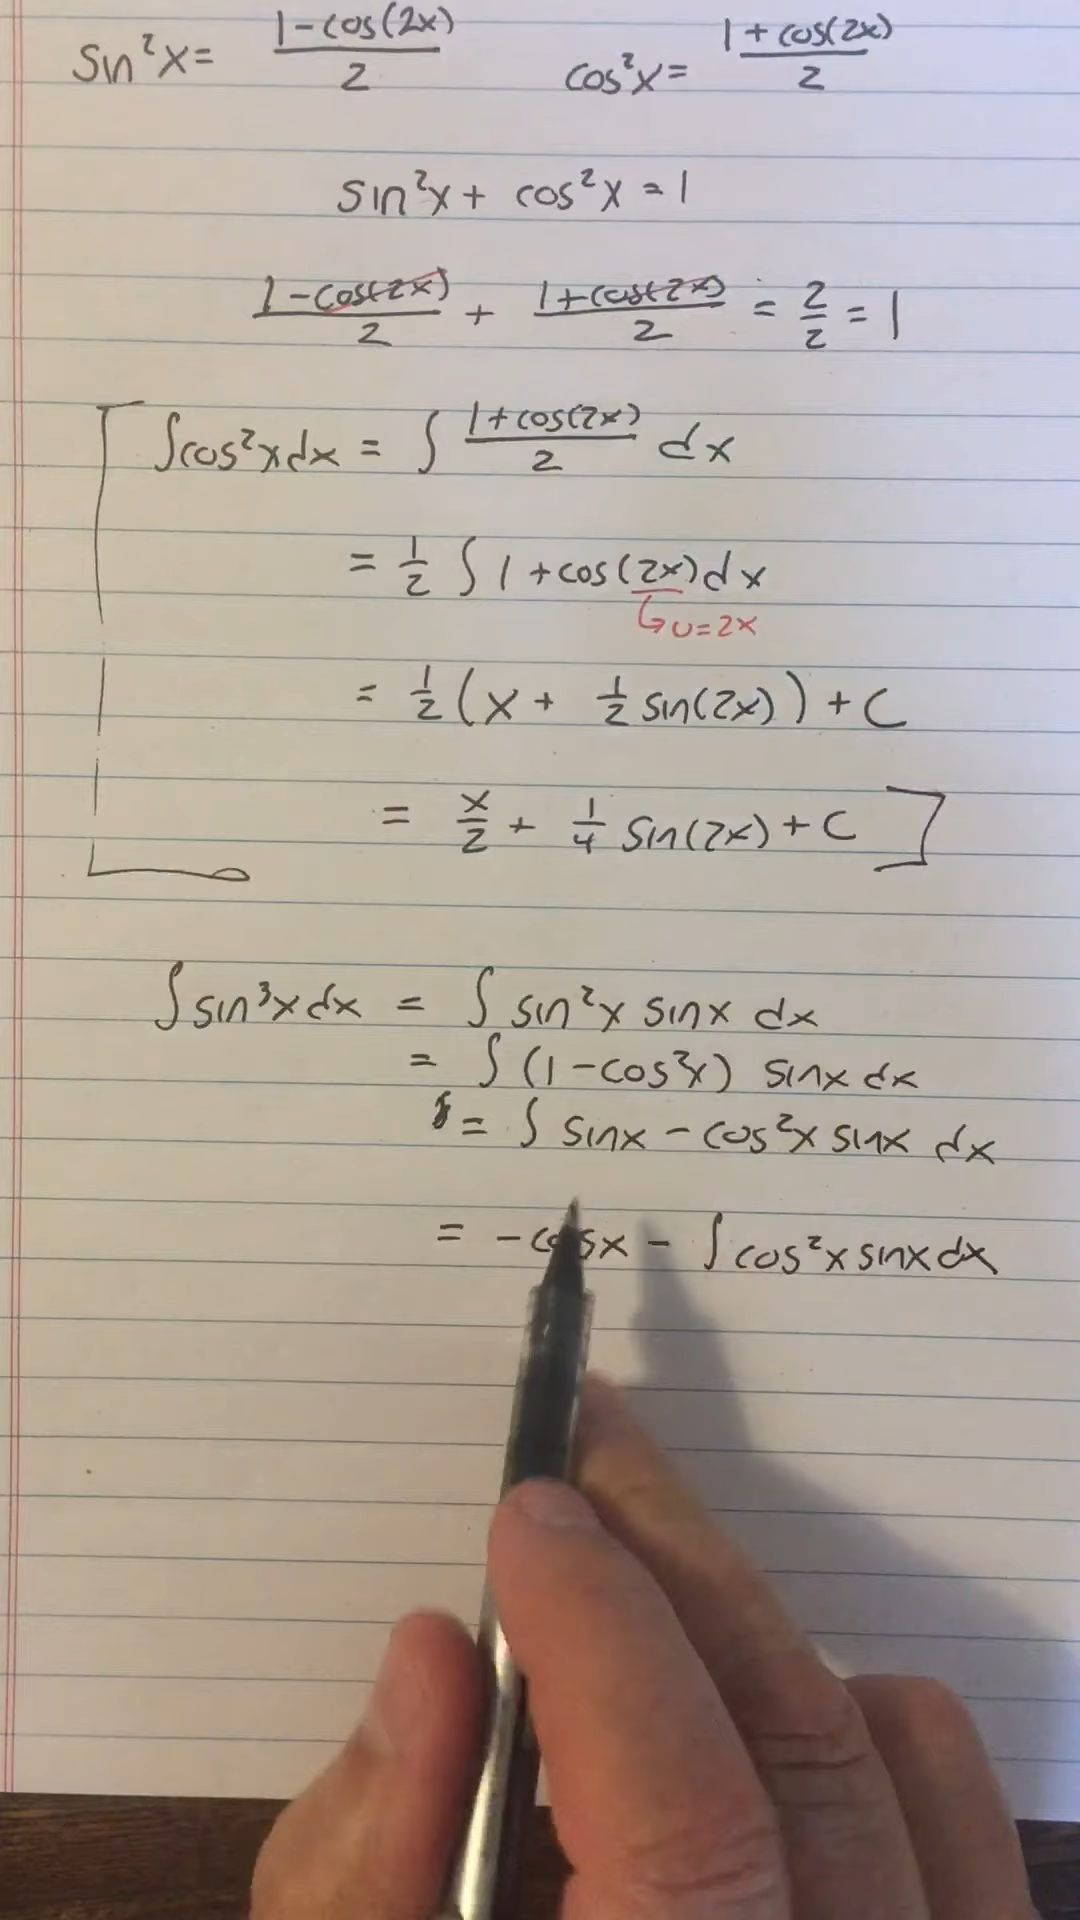 sin²x = (1-cos(2x))/2    cos²x = (1+cos(2x))/2
sin²x + cos²x = 1
(1-cos(2x))/2 + (1+cos(2x))/2 = 2/2 = 1
∫cos²x dx = ∫ (1+cos(2x))/2 dx
= 1/2 ∫ 1+cos(2x) dx
↳ u=2x
= 1/2 (x + 1/2 sin(2x)) + C
= x/2 + 1/4 sin(2x) + C
∫sin³x dx = ∫ sin²x sinx dx
= ∫ (1-cos²x) sinx dx
= ∫ sinx - cos²x sinx dx
= -cosx - ∫cos²x sinx dx